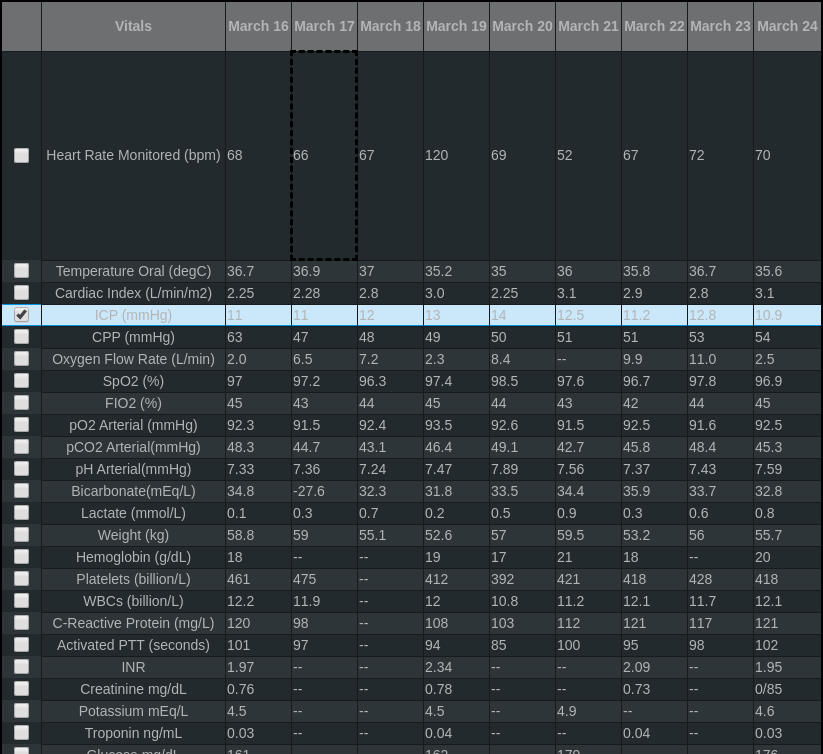 Vitals March 16 March 17 March 18 March 19 March 20 March 21 March 22 March 23 March 24
Heart Rate Monitored (bpm) 68 66 67 120 69 52 67 72 70
Temperature Oral (degC) 36.7 36.9 37 35.2 35 36 35.8 36.7 35.6
Cardiac Index (L/min/m2) 2.25 2.28 2.8 3.0 2.25 3.1 2.9 2.8 3.1
ICP (mmHg) 11 11 12 13 14 12.5 11.2 12.8 10.9
CPP (mmHg) 63 47 48 49 50 51 51 53 54
Oxygen Flow Rate (L/min) 2.0 6.5 7.2 2.3 8.4 -- 9.9 11.0 2.5
SpO2 (%) 97 97.2 96.3 97.4 98.5 97.6 96.7 97.8 96.9
FIO2 (%) 45 43 44 45 44 43 42 44 45
pO2 Arterial (mmHg) 92.3 91.5 92.4 93.5 92.6 91.5 92.5 91.6 92.5
pCO2 Arterial(mmHg) 48.3 44.7 43.1 46.4 49.1 42.7 45.8 48.4 45.3
pH Arterial(mmHg) 7.33 7.36 7.24 7.47 7.89 7.56 7.37 7.43 7.59
Bicarbonate(mEq/L) 34.8 -27.6 32.3 31.8 33.5 34.4 35.9 33.7 32.8
Lactate (mmol/L) 0.1 0.3 0.7 0.2 0.5 0.9 0.3 0.6 0.8
Weight (kg) 58.8 59 55.1 52.6 57 59.5 53.2 56 55.7
Hemoglobin (g/dL) 18 -- -- 19 17 21 18 -- 20
Platelets (billion/L) 461 475 -- 412 392 421 418 428 418
WBCs (billion/L) 12.2 11.9 -- 12 10.8 11.2 12.1 11.7 12.1
C-Reactive Protein (mg/L) 120 98 -- 108 103 112 121 117 121
Activated PTT (seconds) 101 97 -- 94 85 100 95 98 102
INR 1.97 -- -- 2.34 -- -- 2.09 -- 1.95
Creatinine mg/dL 0.76 -- -- 0.78 -- -- 0.73 -- 0/85
Potassium mEq/L 4.5 -- -- 4.5 -- 4.9 -- -- 4.6
Troponin ng/mL 0.03 -- -- 0.04 -- -- 0.04 -- 0.03
Glucose mg/dL 161 162 179 176